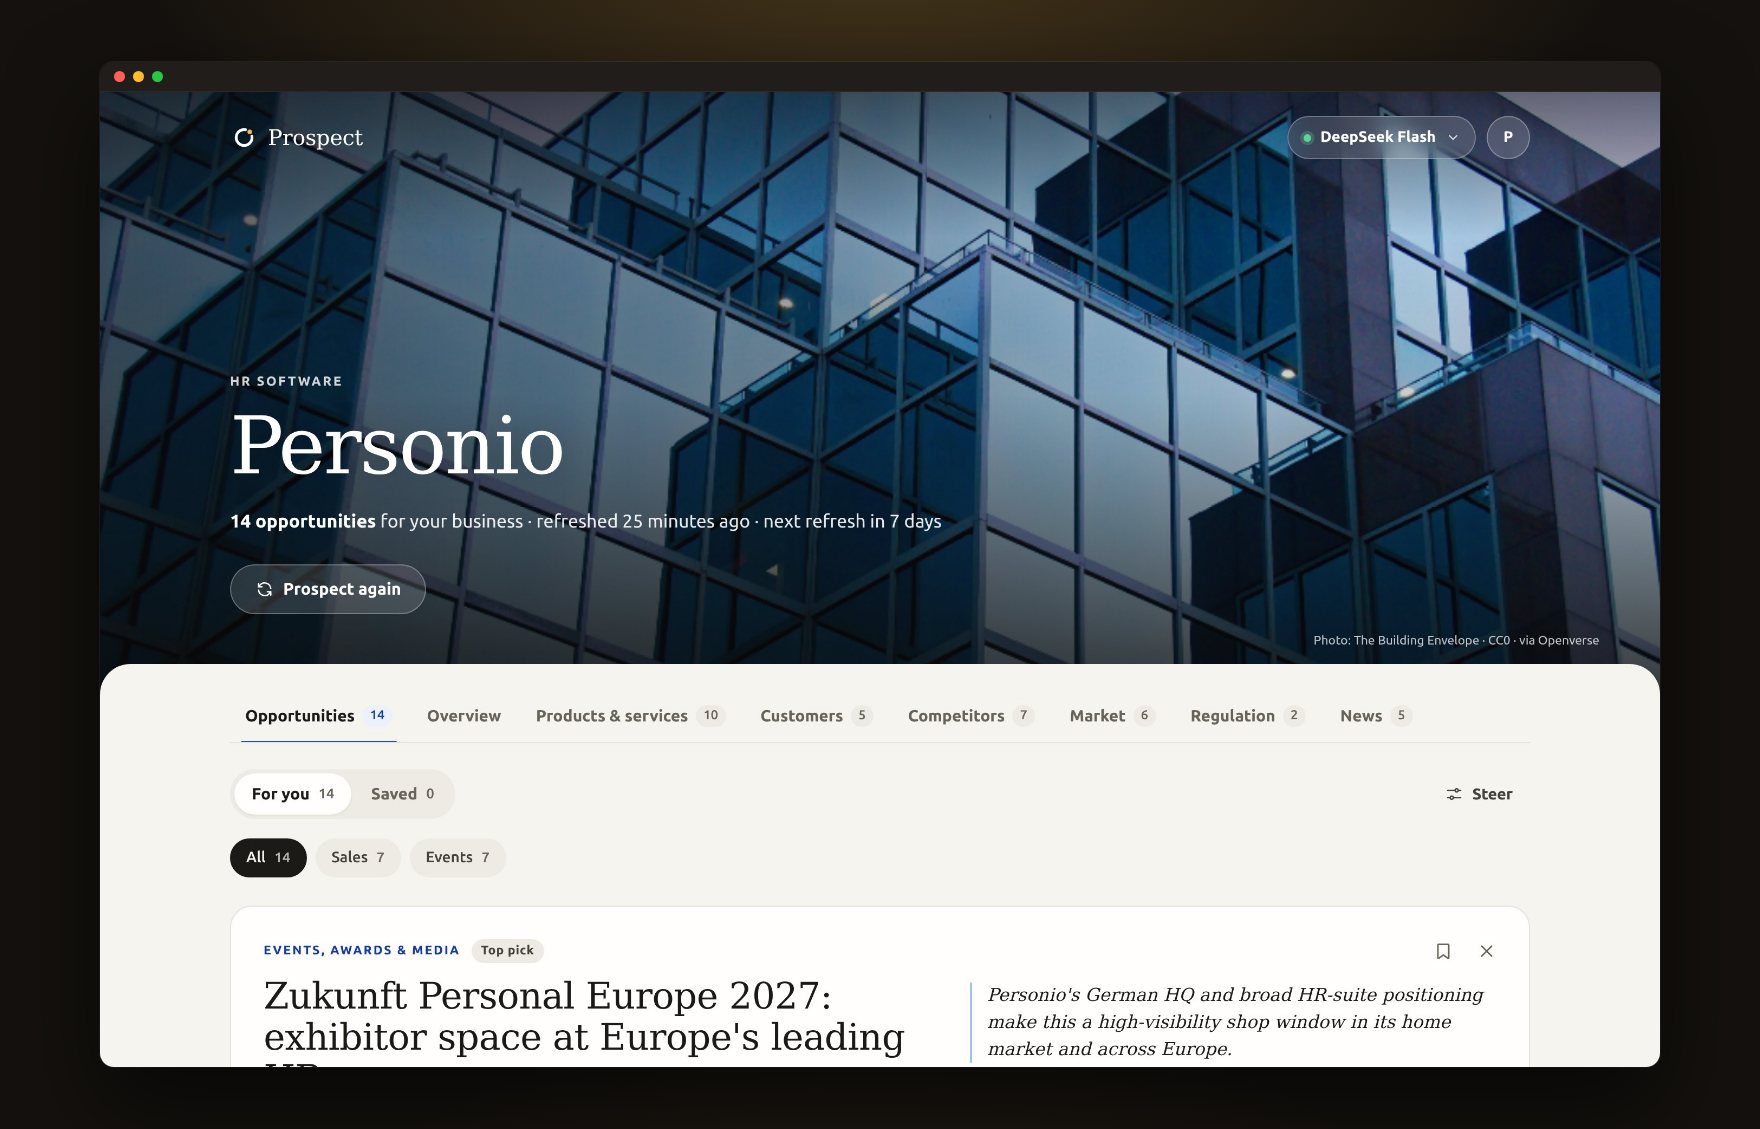 Prospect
DeepSeek Flash
P
HR SOFTWARE
Personio
14 opportunities for your business · refreshed 25 minutes ago · next refresh in 7 days
Prospect again
Photo: The Building Envelope · CC0 · via Openverse
Opportunities 14 Overview Products & services 10 Customers 5 Competitors 7 Market 6 Regulation 2 News 5
For you 14 Saved 0
Steer
All 14 Sales 7 Events 7
EVENTS, AWARDS & MEDIA Top pick
Zukunft Personal Europe 2027:
exhibitor space at Europe's leading
Personio's German HQ and broad HR-suite positioning
make this a high-visibility shop window in its home
market and across Europe.